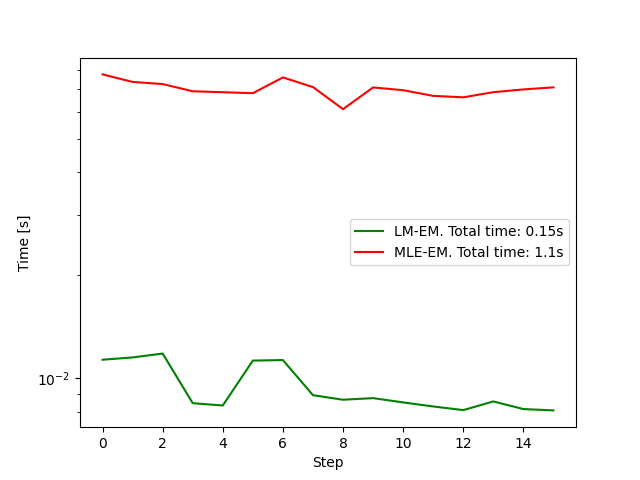 Time [s]
10⁻²
LM-EM. Total time: 0.15s
MLE-EM. Total time: 1.1s
0 2 4 6 8 10 12 14
Step